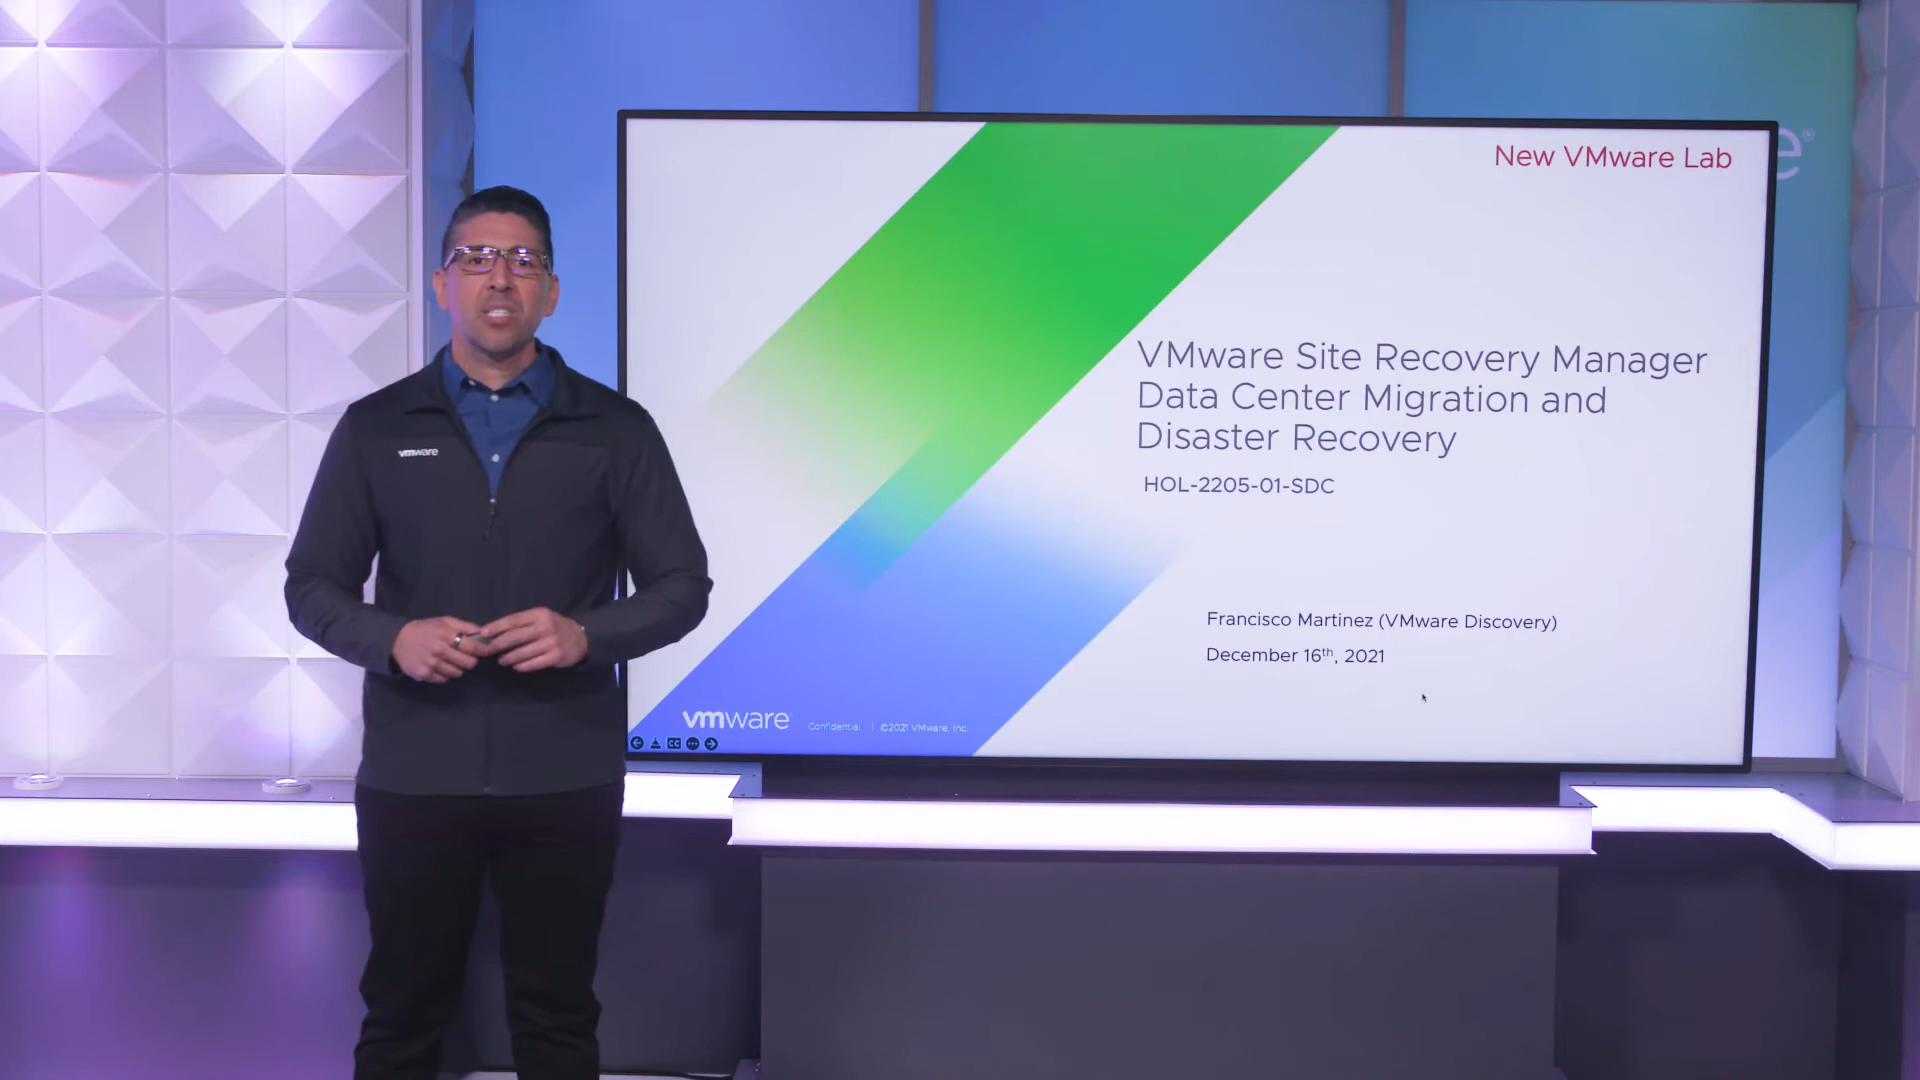 New VMware Lab
VMware Site Recovery Manager
Data Center Migration and
Disaster Recovery
HOL-2205-01-SDC
Francisco Martinez (VMware Discovery)
December 16th, 2021
vmware
vmware Confidential | ©2021 VMware, Inc.
CC
e®